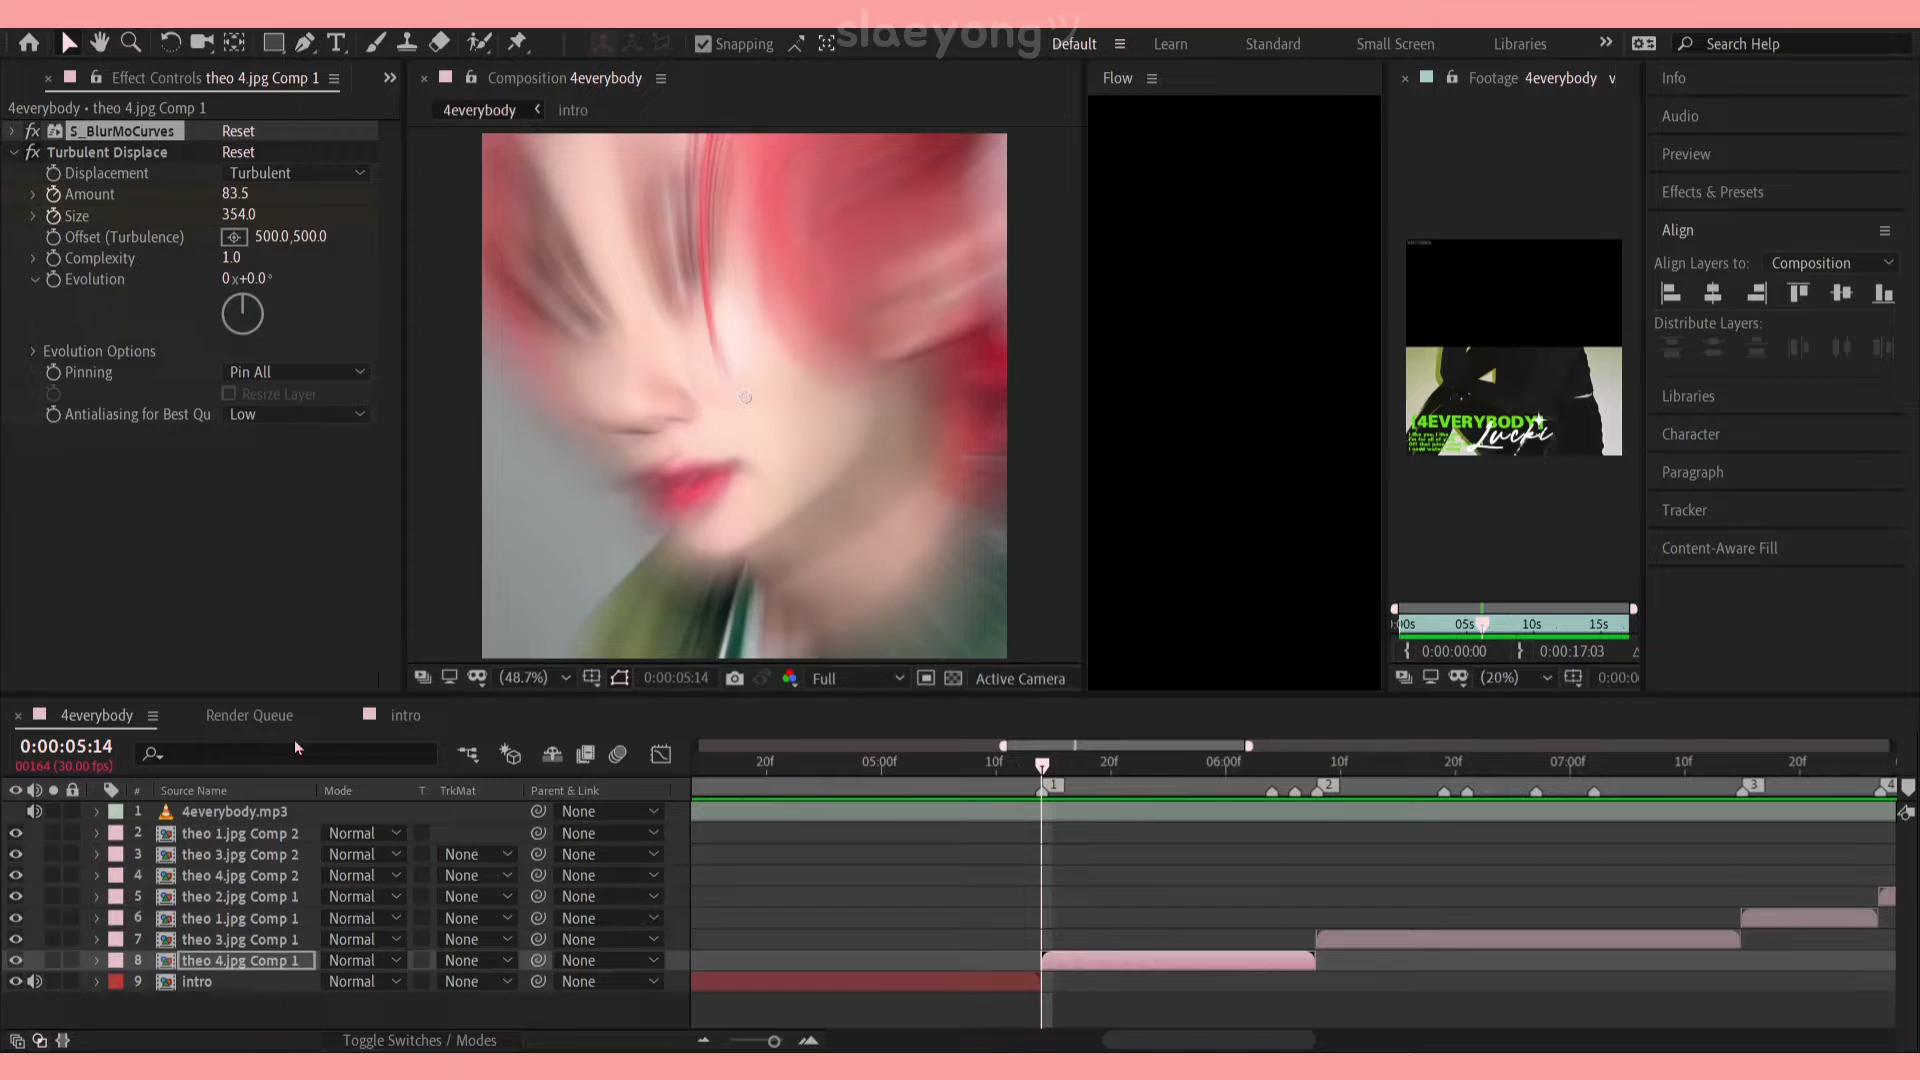 slaeyong
Snapping
Default
Learn
Standard
Small Screen
Libraries
Search Help
Effect Controls theo 4.jpg Comp 1
Composition 4everybody
Flow
Footage 4everybody v
Info
4everybody • theo 4.jpg Comp 1
4everybody
intro
Audio
fx S_BlurMoCurves Reset
fx Turbulent Displace Reset
Displacement Turbulent
Amount 83.5
Size 354.0
Offset (Turbulence) 500.0,500.0
Complexity 1.0
Evolution 0x+0.0°
Evolution Options
Pinning Pin All
Resize Layer
Antialiasing for Best Qu Low
Preview
Effects & Presets
Align
Align Layers to: Composition
Distribute Layers:
Libraries
Character
Paragraph
Tracker
Content-Aware Fill
[4EVERYBODY]
Lucki
:00s 05s 10s 15s
0:00:00:00 0:00:17:03
(20%) 0:00:0
(48.7%) 0:00:05:14 Full Active Camera
4everybody Render Queue intro
0:00:05:14
00164 (30.00 fps)
20f 05:00f 10f 20f 06:00f 10f 20f 07:00f 10f 20f
1 2 3 4
# Source Name Mode T TrkMat Parent & Link
1 4everybody.mp3 None
2 theo 1.jpg Comp 2 Normal None
3 theo 3.jpg Comp 2 Normal None None
4 theo 4.jpg Comp 2 Normal None None
5 theo 2.jpg Comp 1 Normal None None
6 theo 1.jpg Comp 1 Normal None None
7 theo 3.jpg Comp 1 Normal None None
8 theo 4.jpg Comp 1 Normal None None
9 intro Normal None None
Toggle Switches / Modes